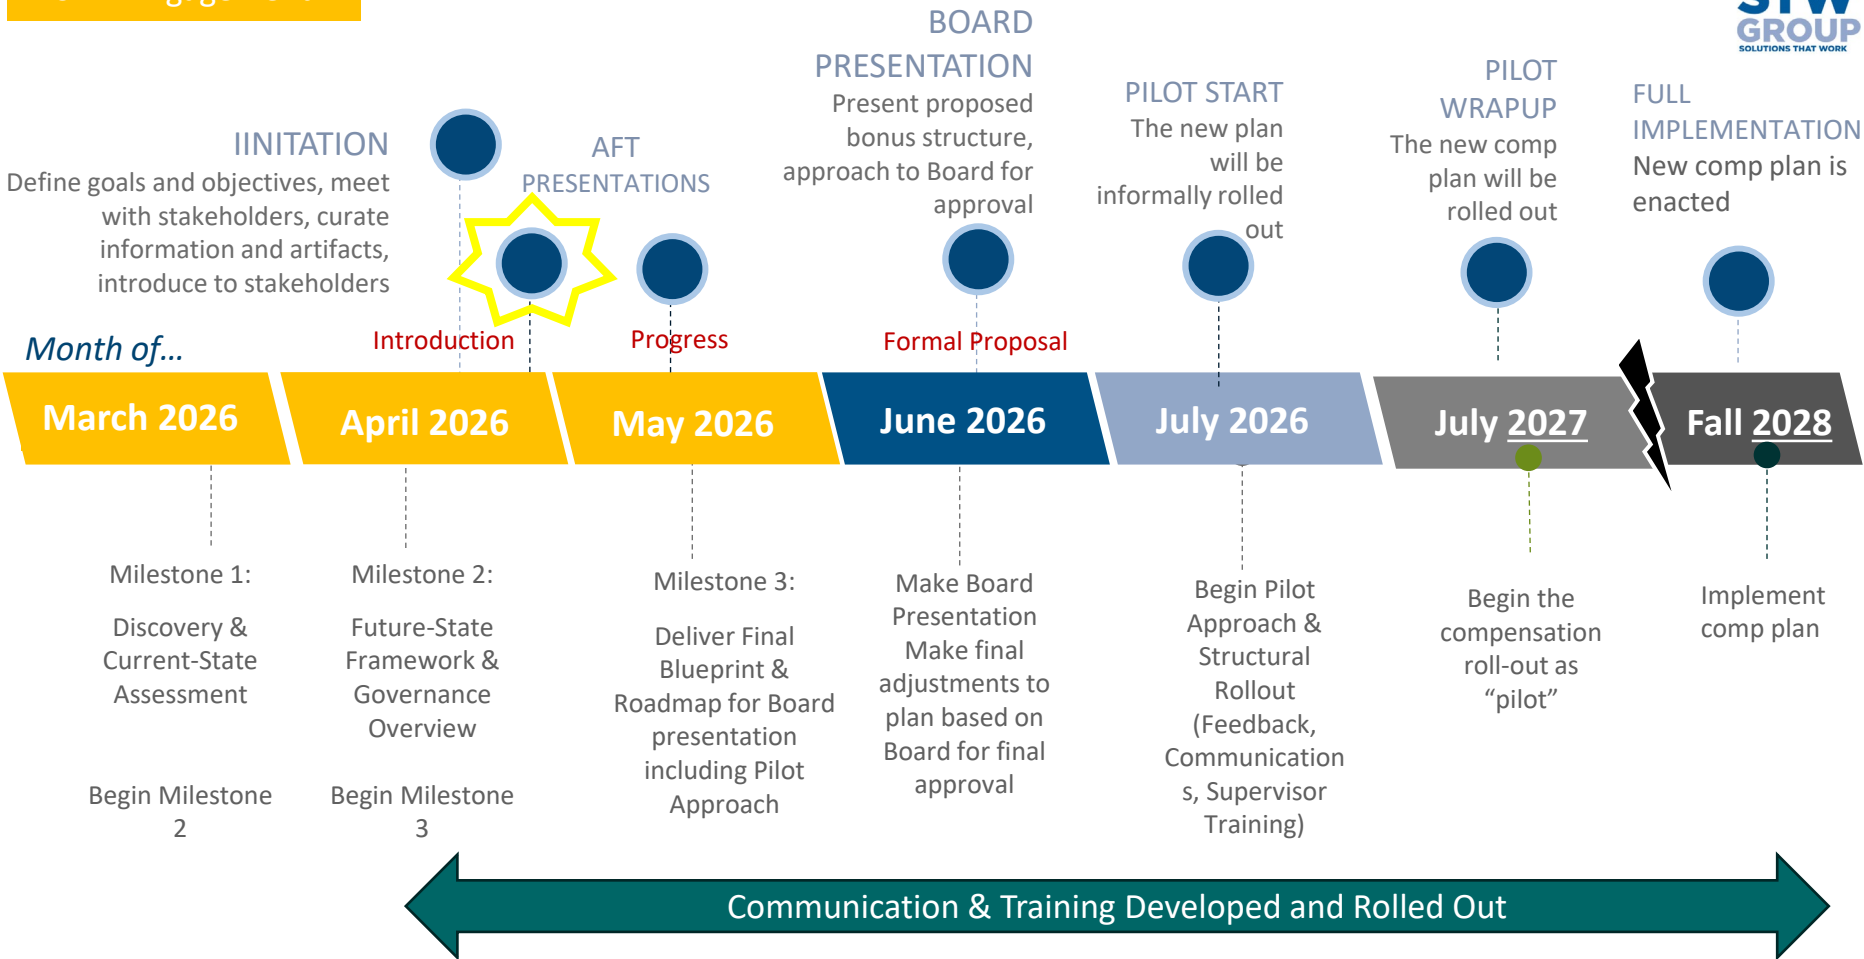 STW
GROUP
SOLUTIONS THAT WORK
IINITATION
Define goals and objectives, meet
with stakeholders, curate
information and artifacts,
introduce to stakeholders
AFT
PRESENTATIONS
BOARD
PRESENTATION
Present proposed
bonus structure,
approach to Board for
approval
PILOT START
The new plan
will be
informally rolled
out
PILOT
WRAPUP
The new comp
plan will be
rolled out
FULL
IMPLEMENTATION
New comp plan is
enacted
Month of…
Introduction
Progress
Formal Proposal
March 2026
April 2026
May 2026
June 2026
July 2026
July 2027
Fall 2028
Milestone 1:
Discovery &
Current-State
Assessment
Begin Milestone
2
Milestone 2:
Future-State
Framework &
Governance
Overview
Begin Milestone
3
Milestone 3:
Deliver Final
Blueprint &
Roadmap for Board
presentation
including Pilot
Approach
Make Board
Presentation
Make final
adjustments to
plan based on
Board for final
approval
Begin Pilot
Approach &
Structural
Rollout
(Feedback,
Communication
s, Supervisor
Training)
Begin the
compensation
roll-out as
“pilot”
Implement
comp plan
Communication & Training Developed and Rolled Out